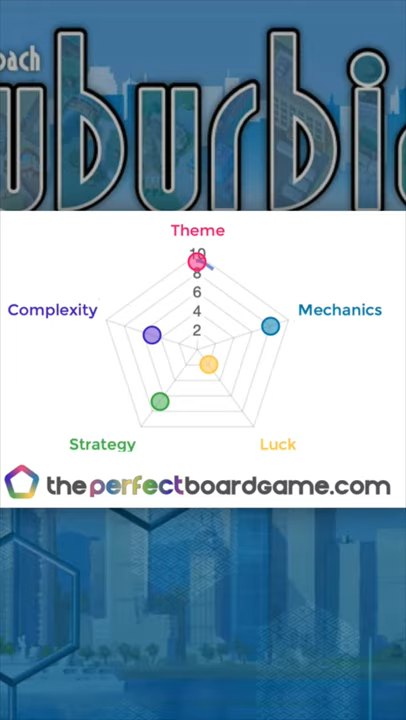 bach
uburbi
Theme
10
8
6
4
2
Complexity
Mechanics
Strategy
Luck
theperfectboardgame.com